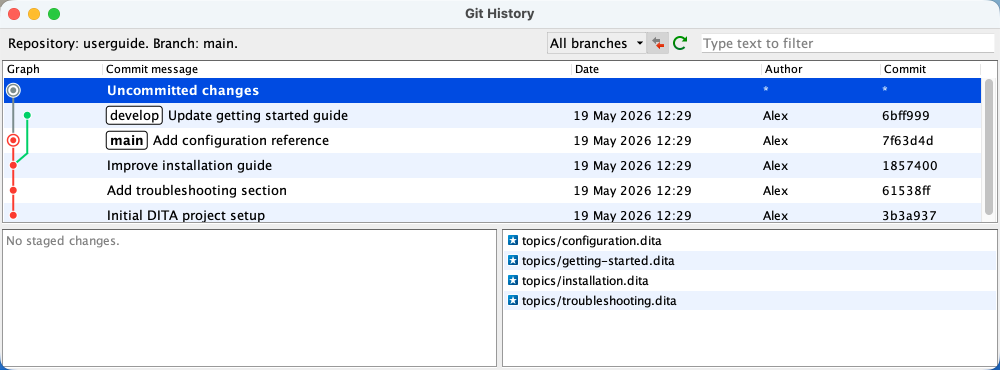 Git History
Repository: userguide. Branch: main. All branches Type text to filter
Graph Commit message Date Author Commit
Uncommitted changes * *
develop Update getting started guide 19 May 2026 12:29 Alex 6bff999
main Add configuration reference 19 May 2026 12:29 Alex 7f63d4d
Improve installation guide 19 May 2026 12:29 Alex 1857400
Add troubleshooting section 19 May 2026 12:29 Alex 61538ff
Initial DITA project setup 19 May 2026 12:29 Alex 3b3a937
No staged changes.
topics/configuration.dita
topics/getting-started.dita
topics/installation.dita
topics/troubleshooting.dita